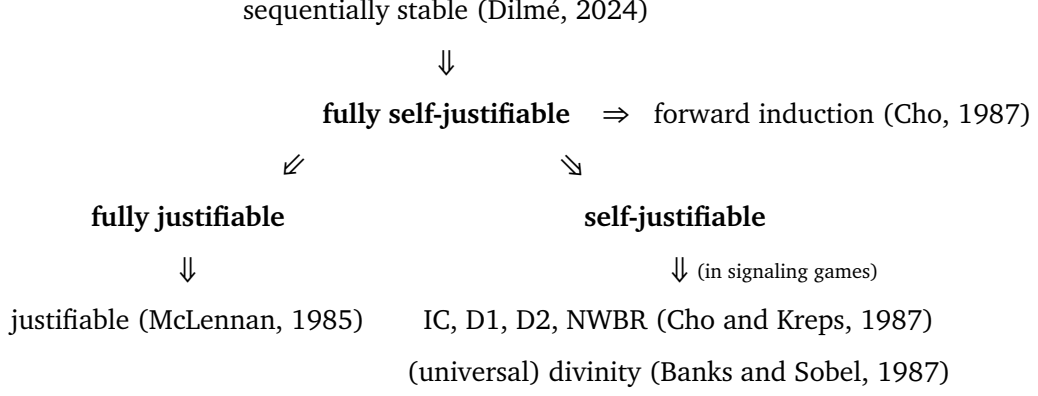 sequentially stable (Dilmé, 2024)
⇓
fully self-justifiable ⇒ forward induction (Cho, 1987)
⇙ ⇘
fully justifiable self-justifiable
⇓ ⇓ (in signaling games)
justifiable (McLennan, 1985) IC, D1, D2, NWBR (Cho and Kreps, 1987)
(universal) divinity (Banks and Sobel, 1987)